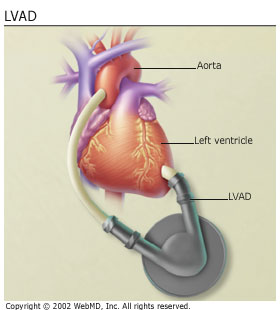 LVAD
Aorta
Left ventricle
LVAD
Copyright © 2002 WebMD, Inc. All rights reserved.